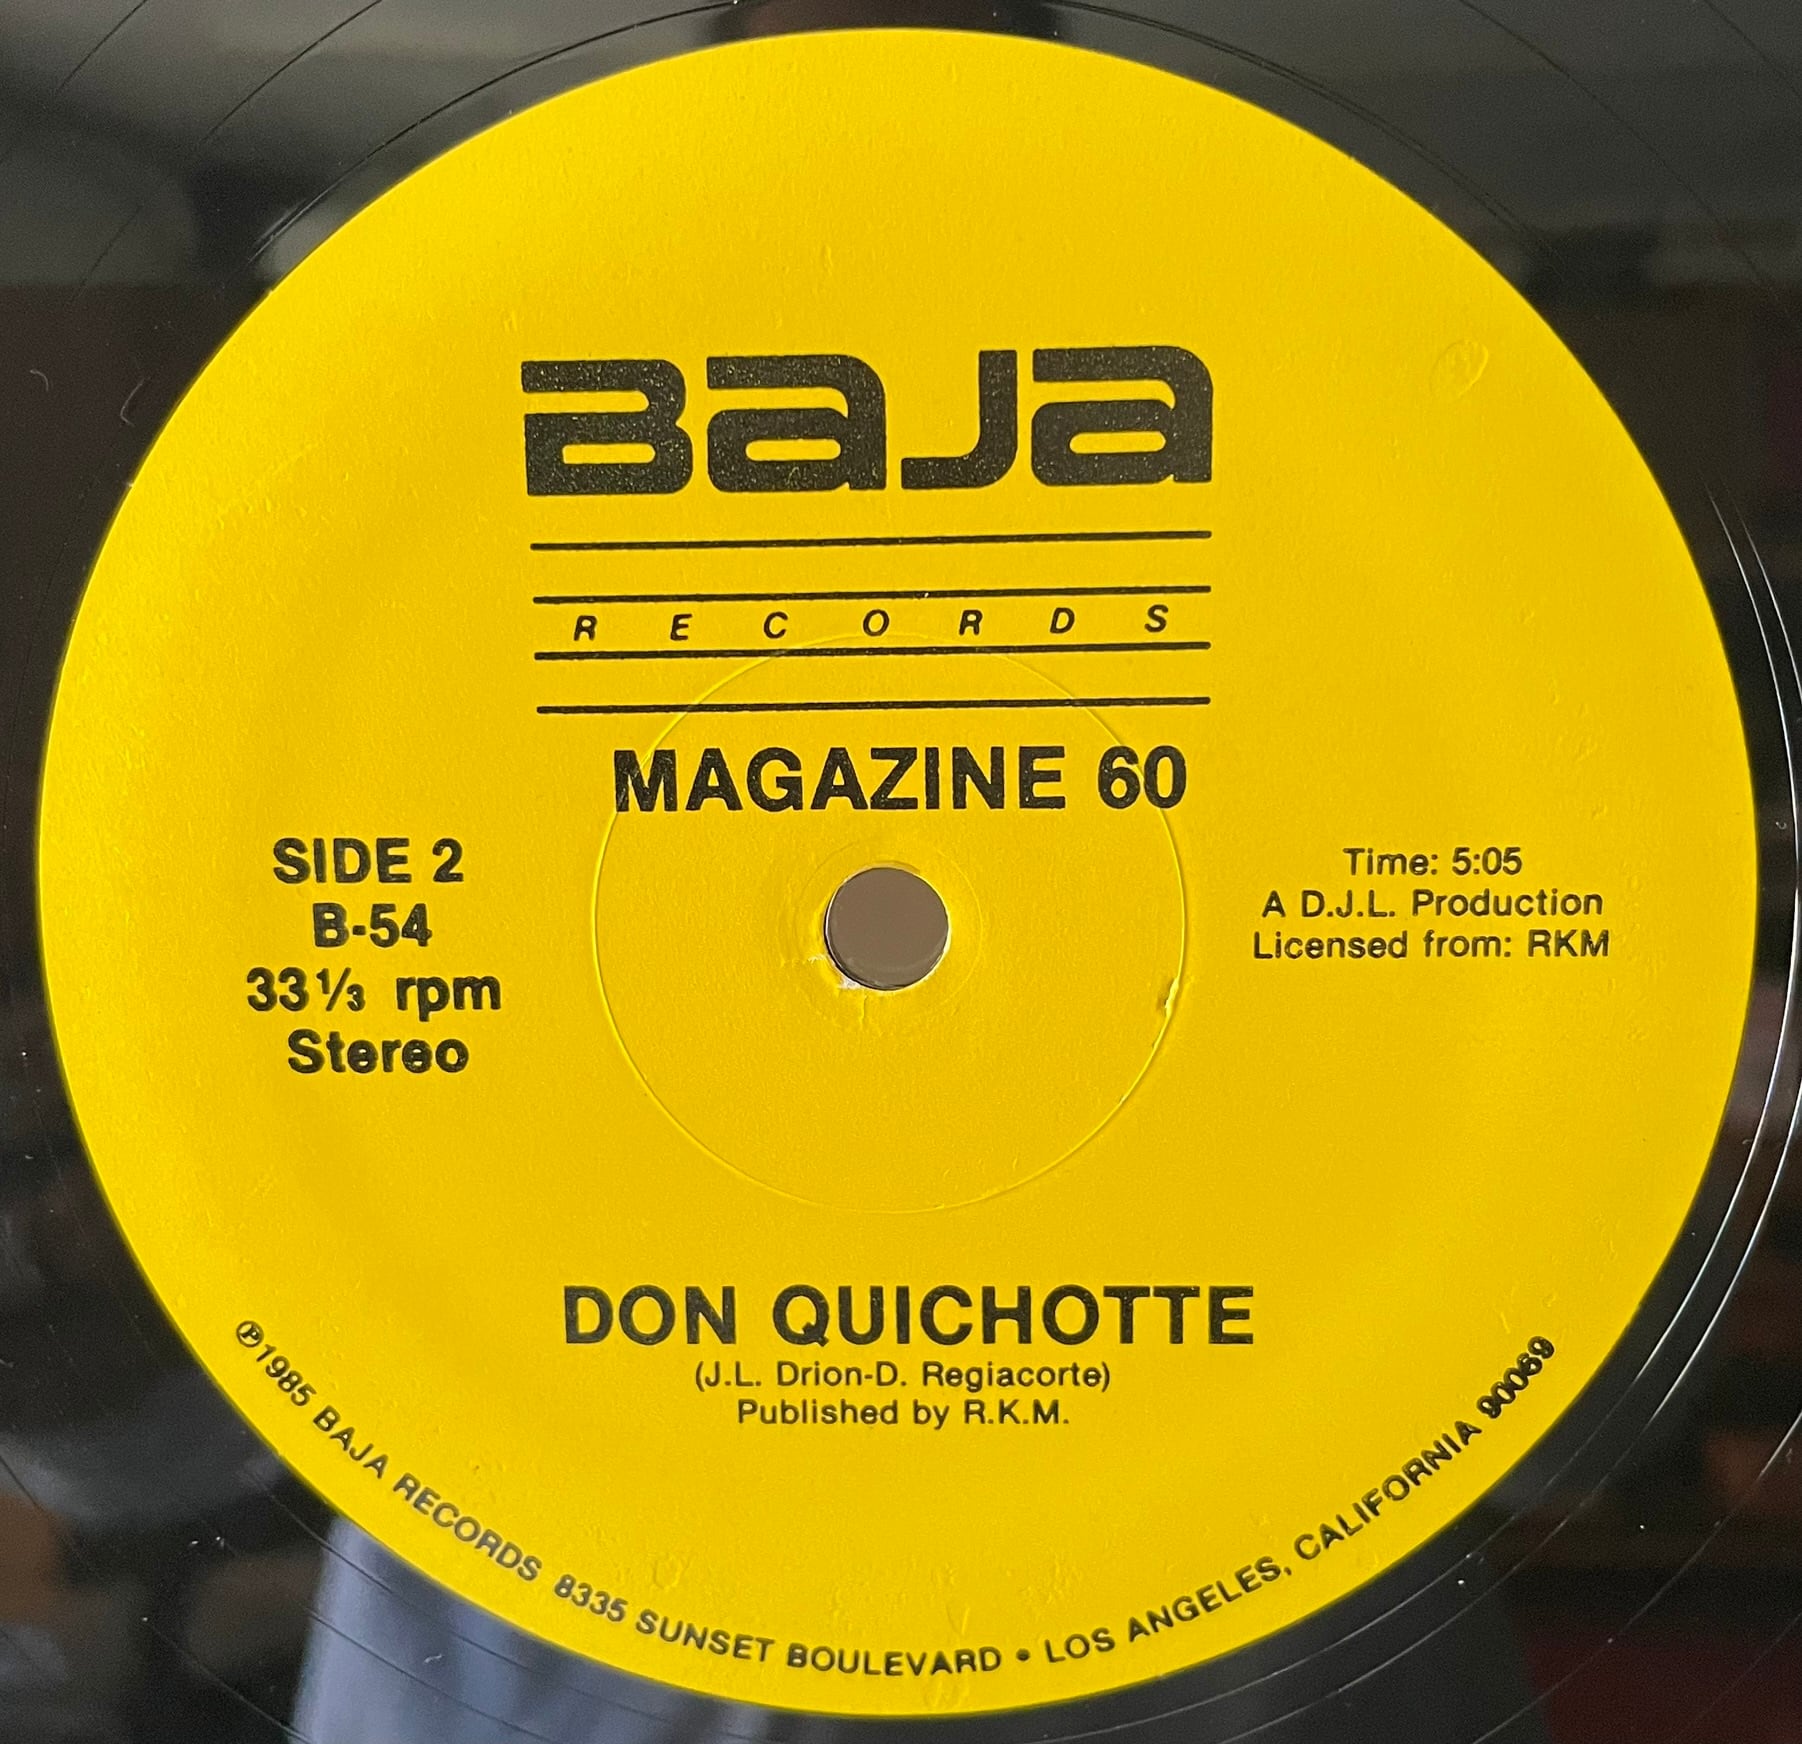 BAJA
RECORDS
MAGAZINE 60
SIDE 2
B-54
33⅓ rpm
Stereo
Time: 5:05
A D.J.L. Production
Licensed from: RKM
DON QUICHOTTE
(J.L. Drion-D. Regiacorte)
Published by R.K.M.
℗1985 BAJA RECORDS 8335 SUNSET BOULEVARD • LOS ANGELES, CALIFORNIA 90069